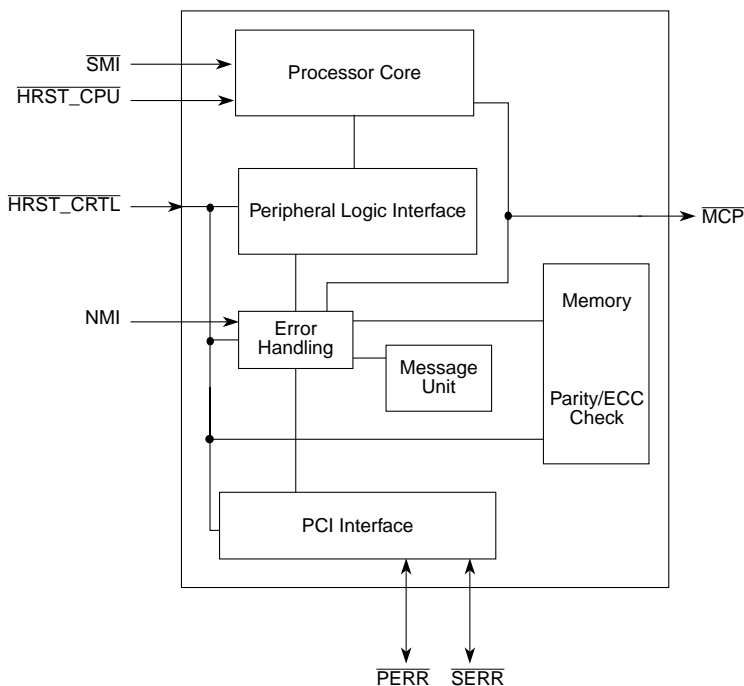 SMI
Processor Core
HRST_CPU
HRST_CRTL
Peripheral Logic Interface
MCP
NMI
Error
Handling
Memory
Message
Unit
Parity/ECC
Check
PCI Interface
PERR
SERR